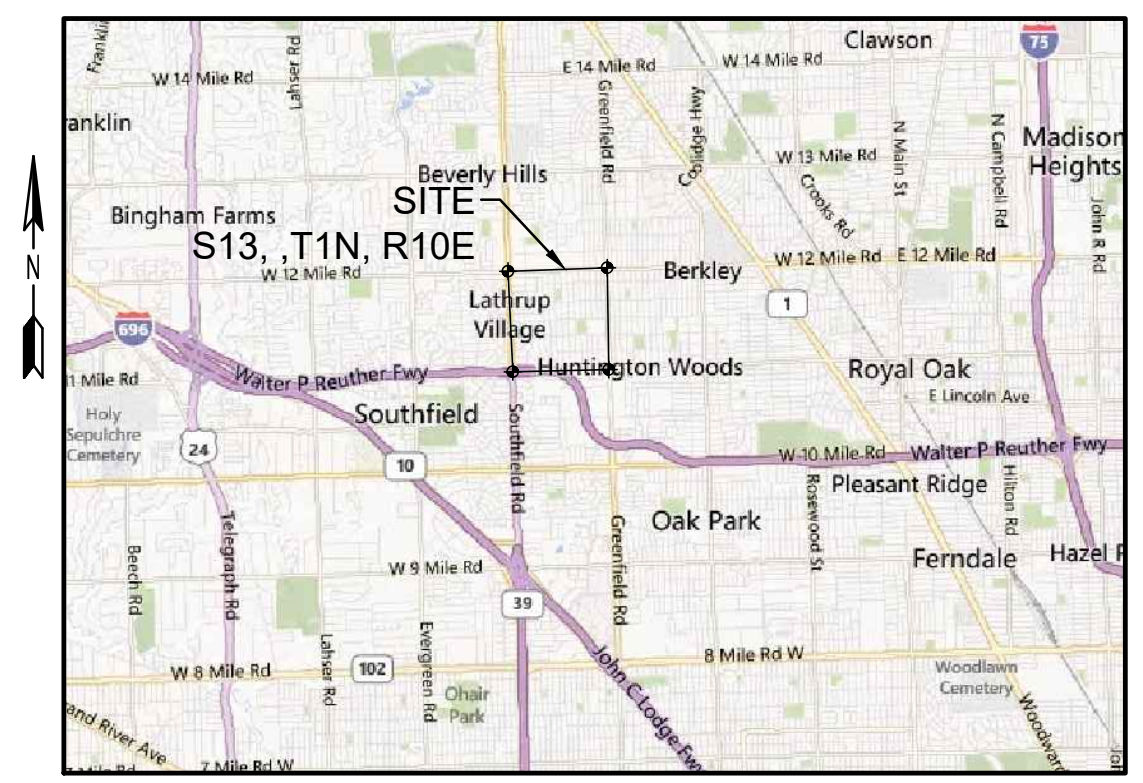 Franklin
Lahser Rd
Clawson
75
W 14 Mile Rd
E 14 Mile Rd
W 14 Mile Rd
Greenfield Rd
Coolidge Hwy
N Main St
N Campbell Rd
anklin
Madison
Heights
W 13 Mile Rd
Crooks Rd
John R Rd
Beverly Hills
SITE
Bingham Farms
S13, ,T1N, R10E
N
W 12 Mile Rd
Berkley
W 12 Mile Rd
E 12 Mile Rd
Lathrup
Village
1
696
Walter P Reuther Fwy
Huntington Woods
Royal Oak
1 Mile Rd
E Lincoln Ave
Holy
Sepulchre
Cemetery
Southfield
Southfield Rd
24
10
W 10 Mile Rd
Walter P Reuther Fwy
Hilton Rd
Pleasant Ridge
Rosewood St
Oak Park
Telegraph Rd
Greenfield Rd
Ferndale
Hazel P
Beech Rd
W 9 Mile Rd
39
Lahser Rd
Evergreen Rd
8 Mile Rd W
W 8 Mile Rd
102
John C Lodge Fwy
Woodlawn
Cemetery
Ohair
Park
Woodward
and River Ave
7 Mile Rd W